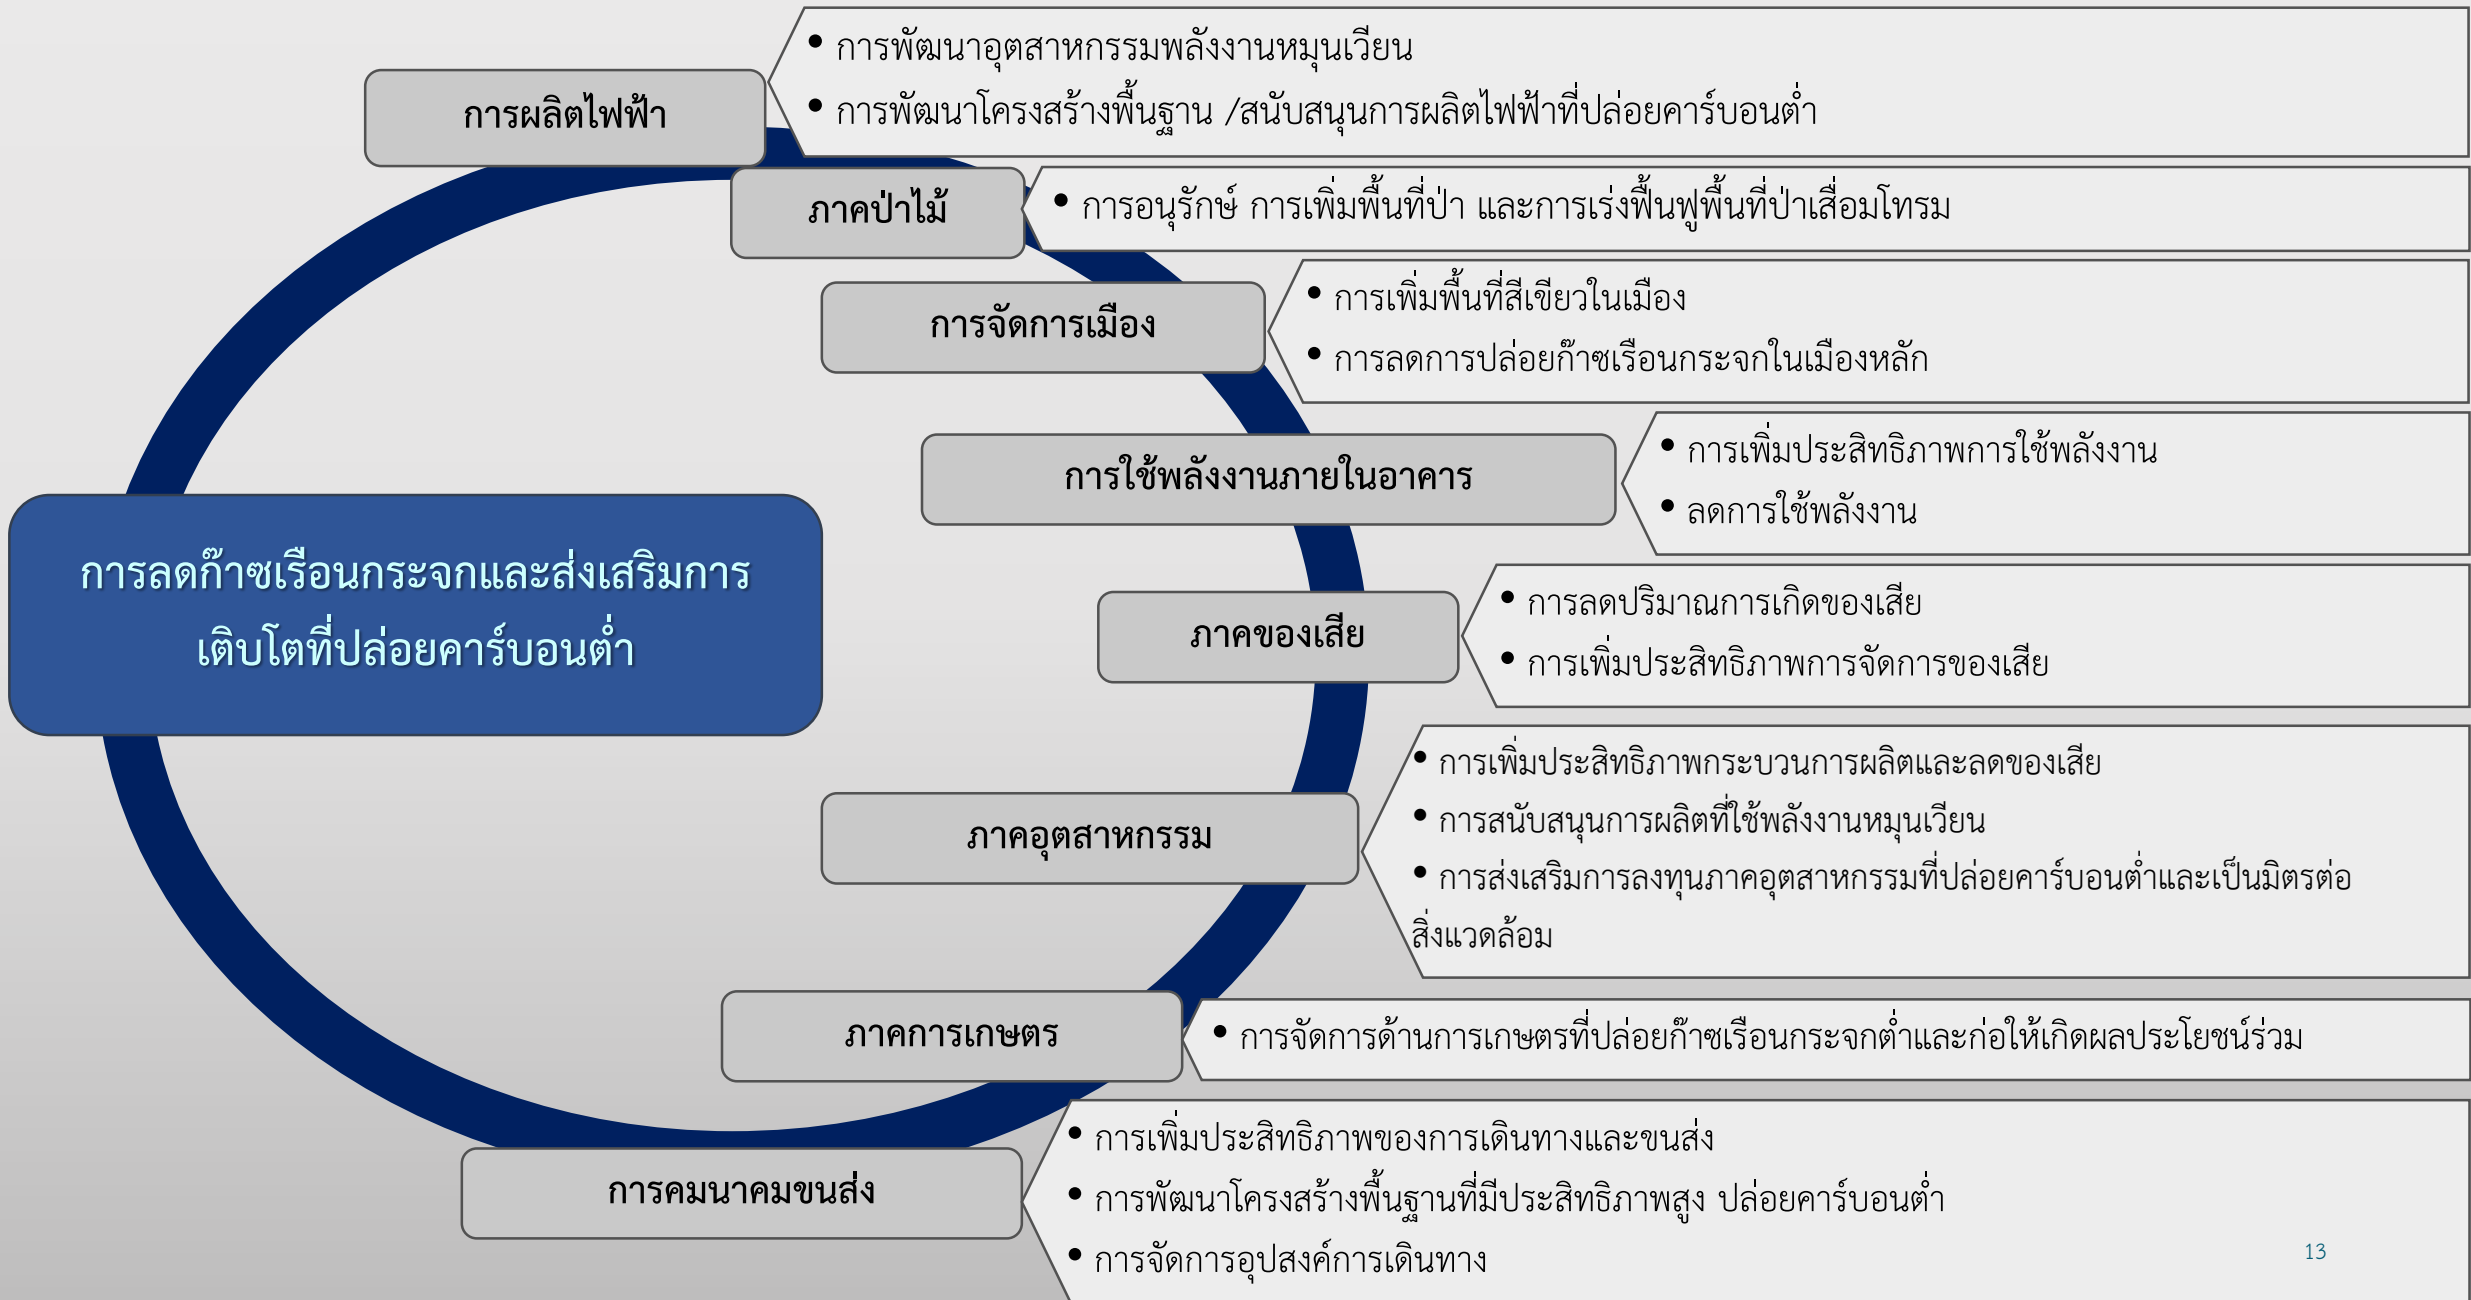 การลดก๊าซเรือนกระจกและส่งเสริมการ
เติบโตที่ปล่อยคาร์บอนต่ำ
การผลิตไฟฟ้า
• การพัฒนาอุตสาหกรรมพลังงานหมุนเวียน
• การพัฒนาโครงสร้างพื้นฐาน /สนับสนุนการผลิตไฟฟ้าที่ปล่อยคาร์บอนต่ำ
ภาคป่าไม้
• การอนุรักษ์ การเพิ่มพื้นที่ป่า และการเร่งฟื้นฟูพื้นที่ป่าเสื่อมโทรม
การจัดการเมือง
• การเพิ่มพื้นที่สีเขียวในเมือง
• การลดการปล่อยก๊าซเรือนกระจกในเมืองหลัก
การใช้พลังงานภายในอาคาร
• การเพิ่มประสิทธิภาพการใช้พลังงาน
• ลดการใช้พลังงาน
ภาคของเสีย
• การลดปริมาณการเกิดของเสีย
• การเพิ่มประสิทธิภาพการจัดการของเสีย
ภาคอุตสาหกรรม
• การเพิ่มประสิทธิภาพกระบวนการผลิตและลดของเสีย
• การสนับสนุนการผลิตที่ใช้พลังงานหมุนเวียน
• การส่งเสริมการลงทุนภาคอุตสาหกรรมที่ปล่อยคาร์บอนต่ำและเป็นมิตรต่อ
สิ่งแวดล้อม
ภาคการเกษตร
• การจัดการด้านการเกษตรที่ปล่อยก๊าซเรือนกระจกต่ำและก่อให้เกิดผลประโยชน์ร่วม
การคมนาคมขนส่ง
• การเพิ่มประสิทธิภาพของการเดินทางและขนส่ง
• การพัฒนาโครงสร้างพื้นฐานที่มีประสิทธิภาพสูง ปล่อยคาร์บอนต่ำ
• การจัดการอุปสงค์การเดินทาง
13